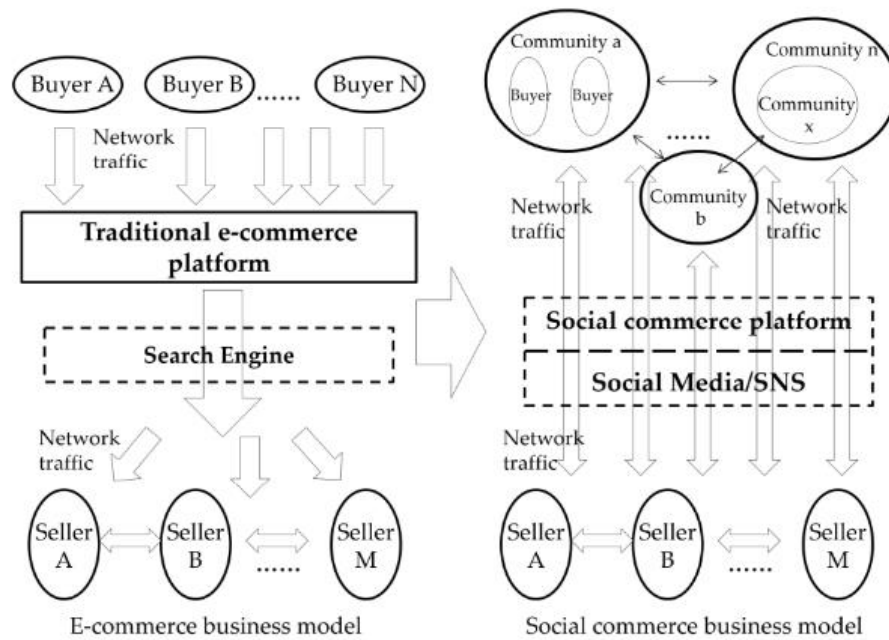 Buyer A
Buyer B
......
Buyer N
Network
traffic
Traditional e-commerce
platform
Search Engine
Network
traffic
Seller
A
Seller
B
......
Seller
M
E-commerce business model
Community a
Buyer
Buyer
Community n
Community
x
......
Community
b
Network
traffic
Network
traffic
Social commerce platform
Social Media/SNS
Network
traffic
Seller
A
Seller
B
......
Seller
M
Social commerce business model